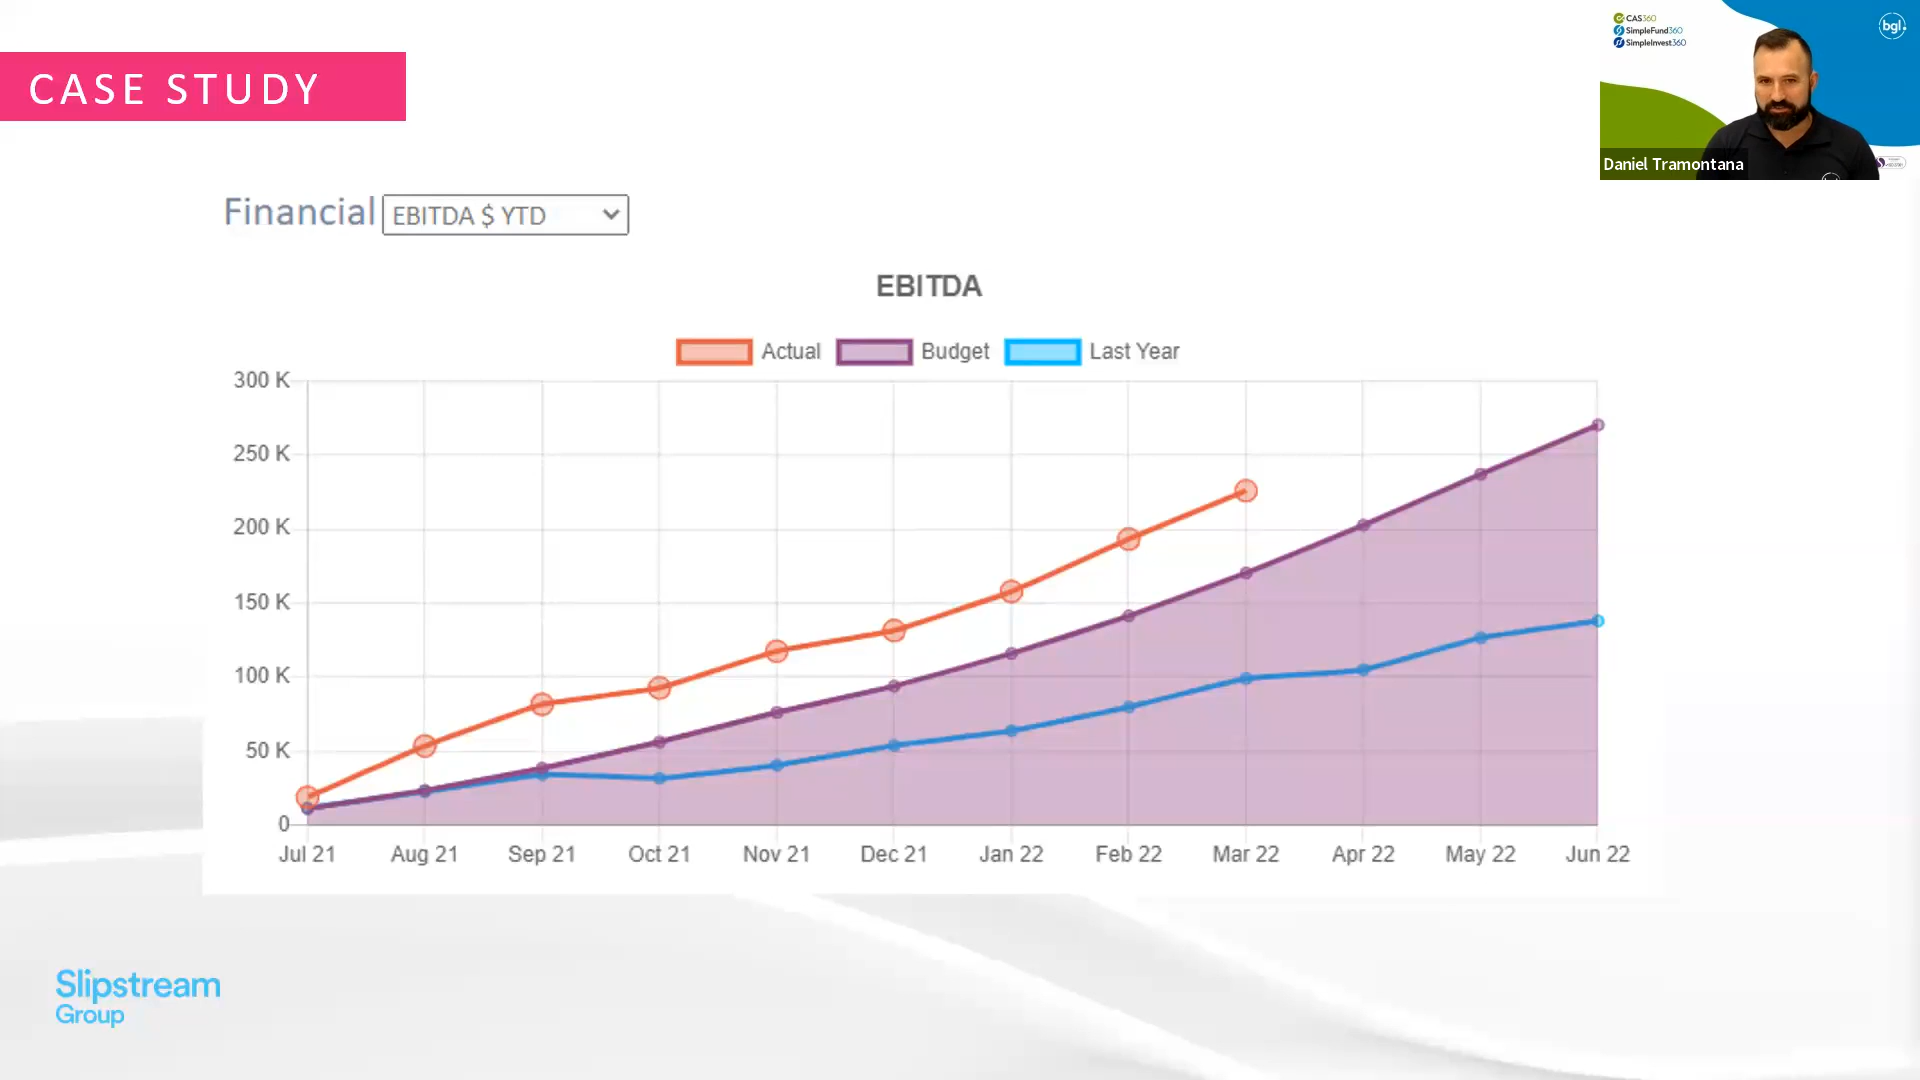 CAS360
SimpleFund360
SimpleInvest360
bgl
Daniel Tramontana
CASE STUDY
Financial EBITDA $ YTD
EBITDA
Actual Budget Last Year
300 K
250 K
200 K
150 K
100 K
50 K
0
Jul 21 Aug 21 Sep 21 Oct 21 Nov 21 Dec 21 Jan 22 Feb 22 Mar 22 Apr 22 May 22 Jun 22
Slipstream
Group